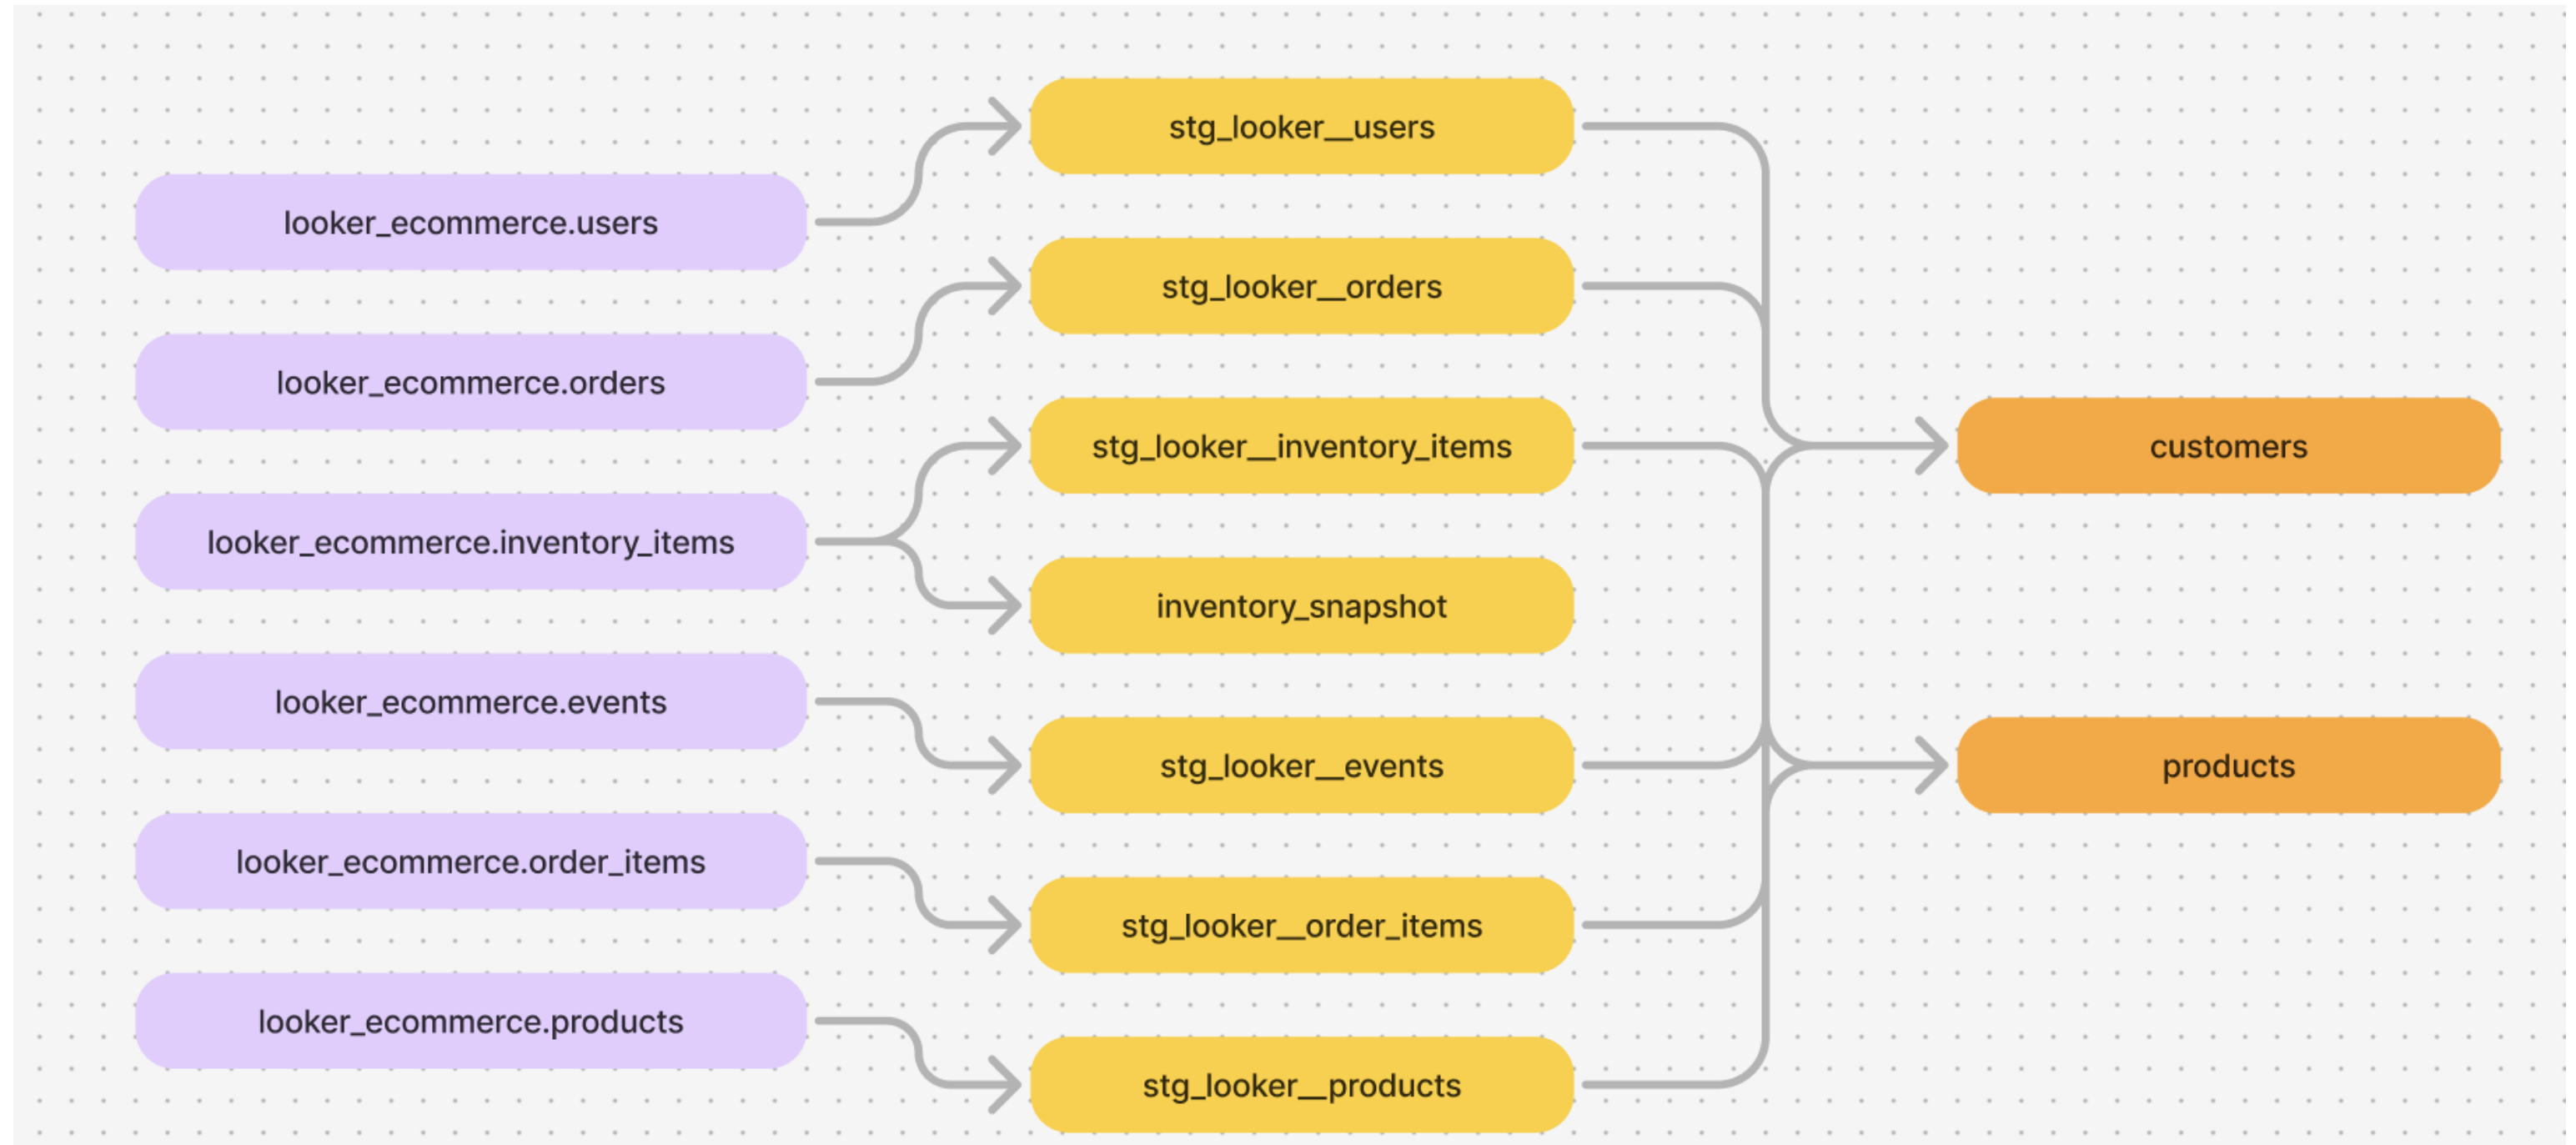 looker_ecommerce.users
looker_ecommerce.orders
looker_ecommerce.inventory_items
looker_ecommerce.events
looker_ecommerce.order_items
looker_ecommerce.products
stg_looker__users
stg_looker__orders
stg_looker__inventory_items
inventory_snapshot
stg_looker__events
stg_looker__order_items
stg_looker__products
customers
products